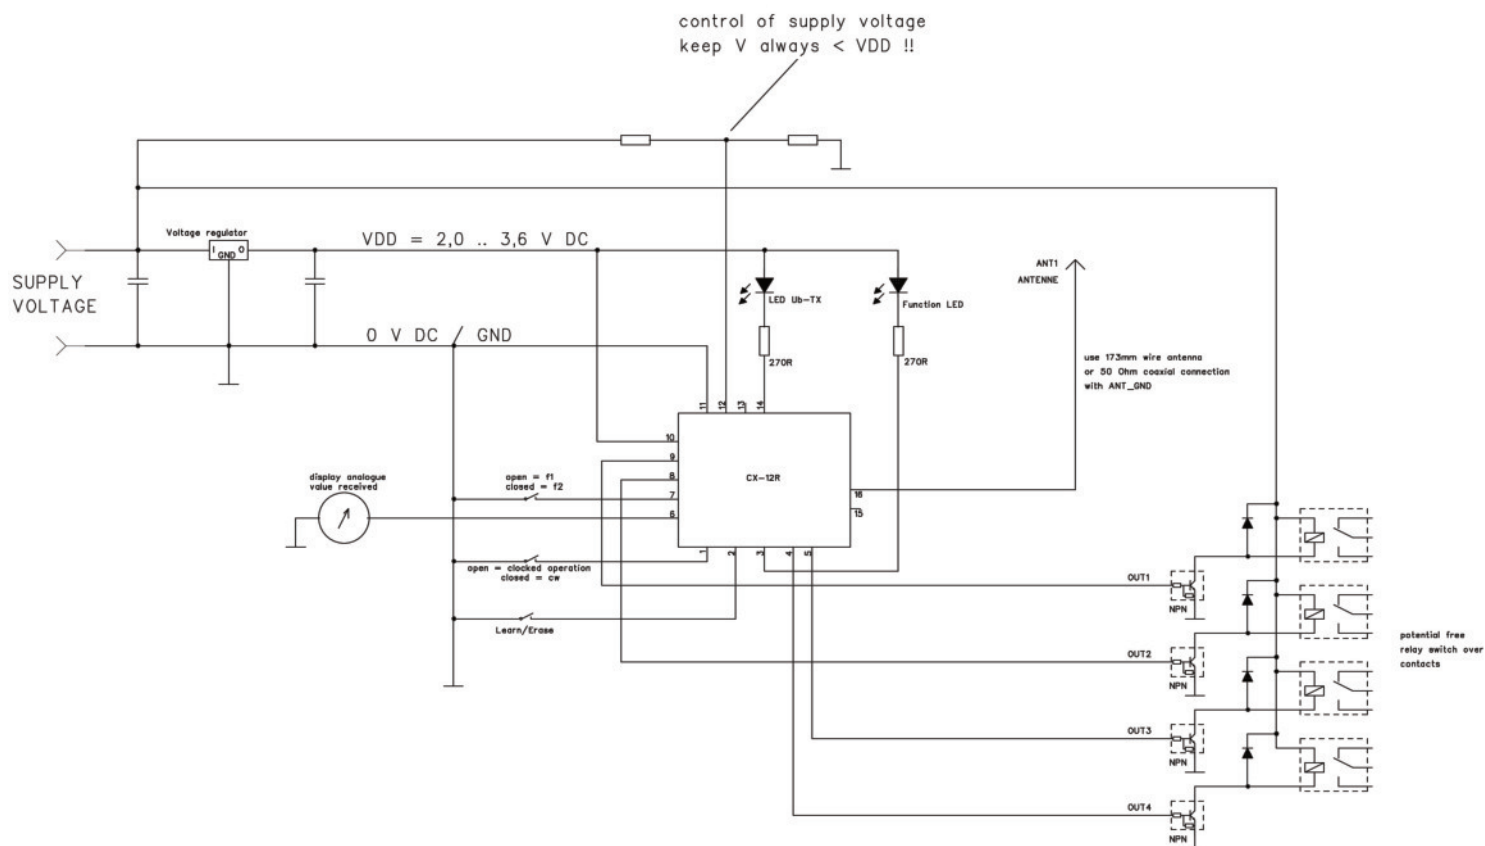 control of supply voltage
keep V always < VDD !!
Voltage regulator
I
O
GND
VDD = 2,0 .. 3,6 V DC
SUPPLY
VOLTAGE
0 V DC / GND
LED Ub-TX
270R
Function LED
270R
ANT1
ANTENNE
use 173mm wire antenna
or 50 Ohm coaxial connection
with ANT_GND
11
12
13
14
10
9
8
7
6
CX-12R
16
15
1
2
3
4
5
display analogue
value received
open = f1
closed = f2
open = clocked operation
closed = cw
Learn/Erase
OUT1
NPN
OUT2
NPN
OUT3
NPN
OUT4
NPN
potential free
relay switch over
contacts